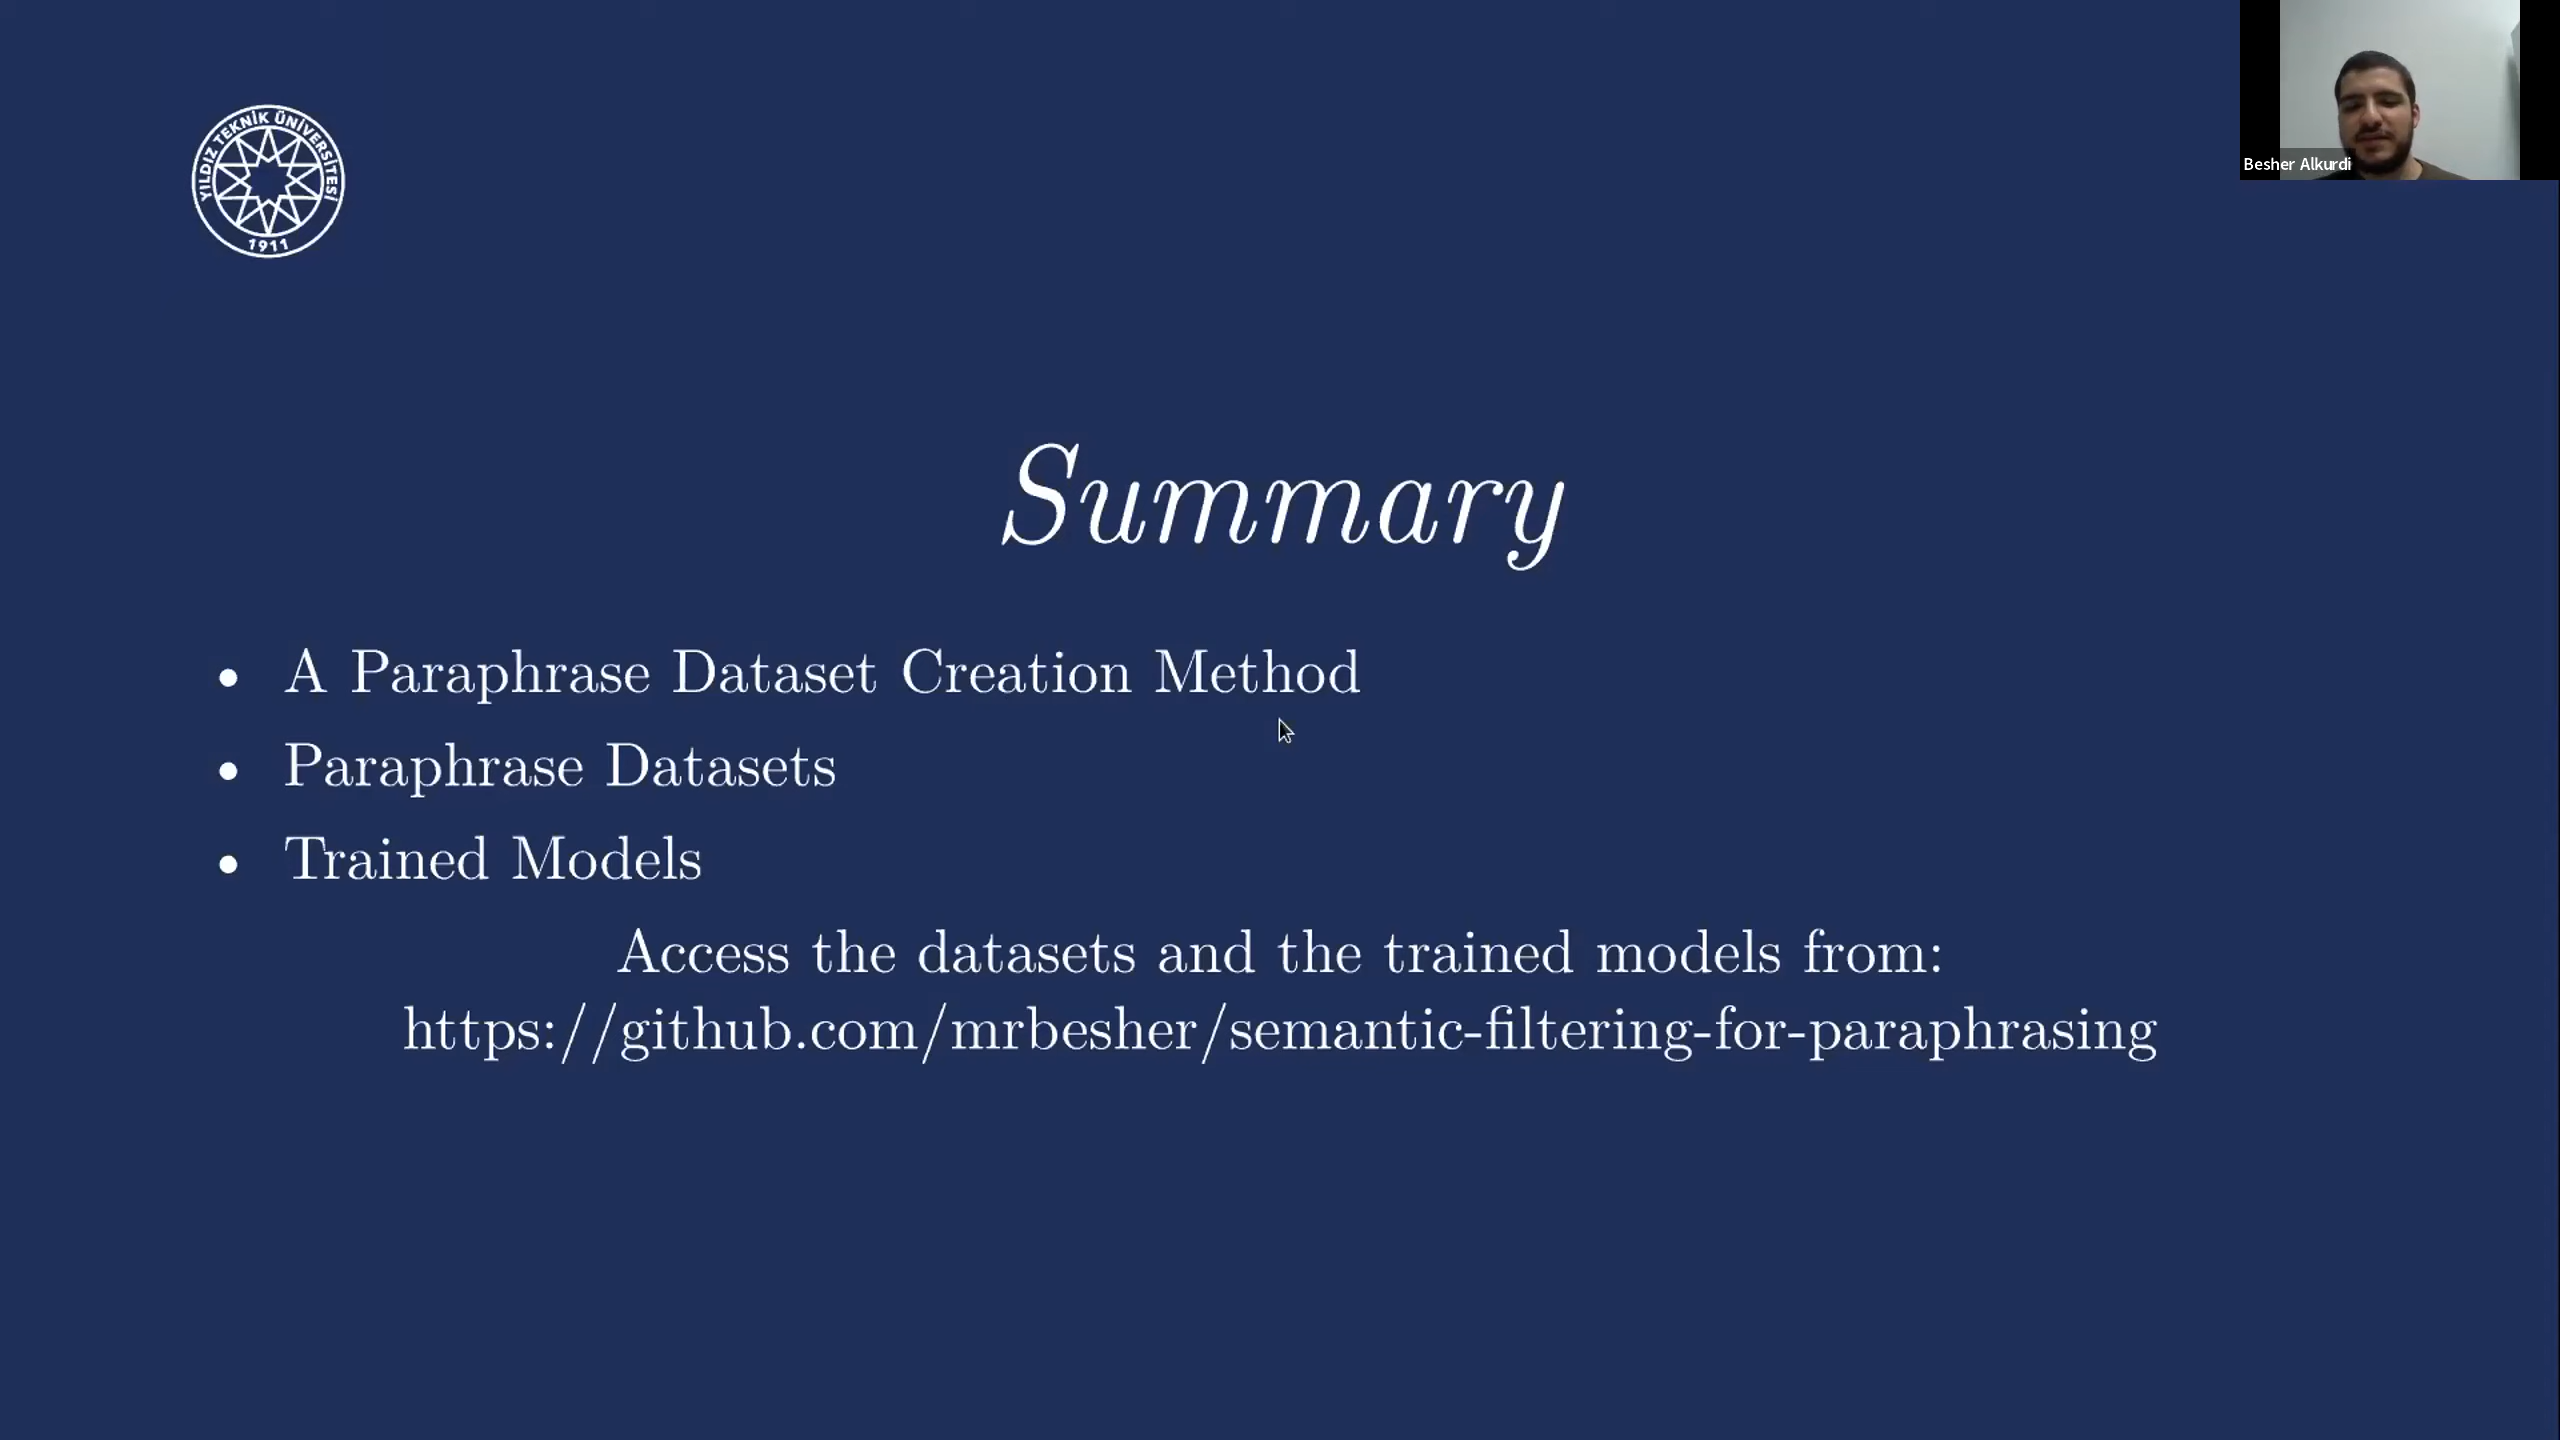 YILDIZ TEKNİK ÜNİVERSİTESİ
1911
Besher Alkurdi
Summary
• A Paraphrase Dataset Creation Method
• Paraphrase Datasets
• Trained Models
Access the datasets and the trained models from:
https://github.com/mrbesher/semantic-filtering-for-paraphrasing